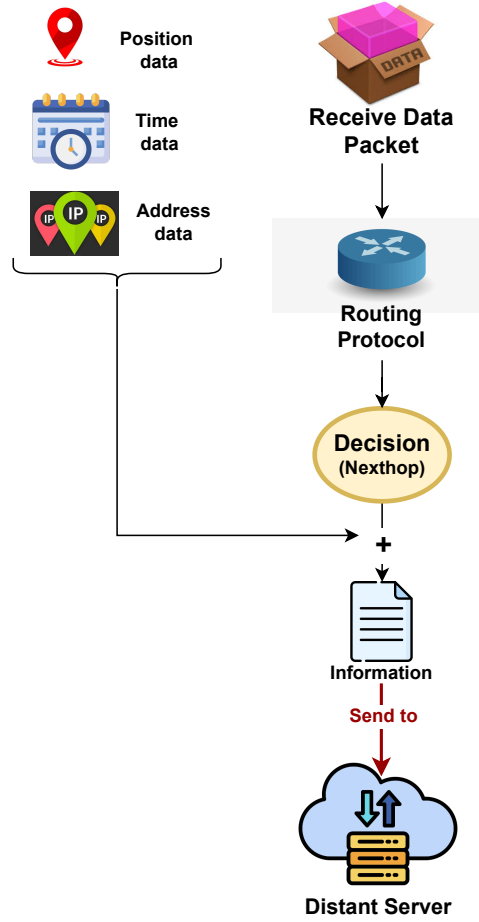 Position
data
Time
data
IP
IP
IP
Address
data
DATA
Receive Data
Packet
Routing
Protocol
Decision
(Nexthop)
+
Information
Send to
Distant Server